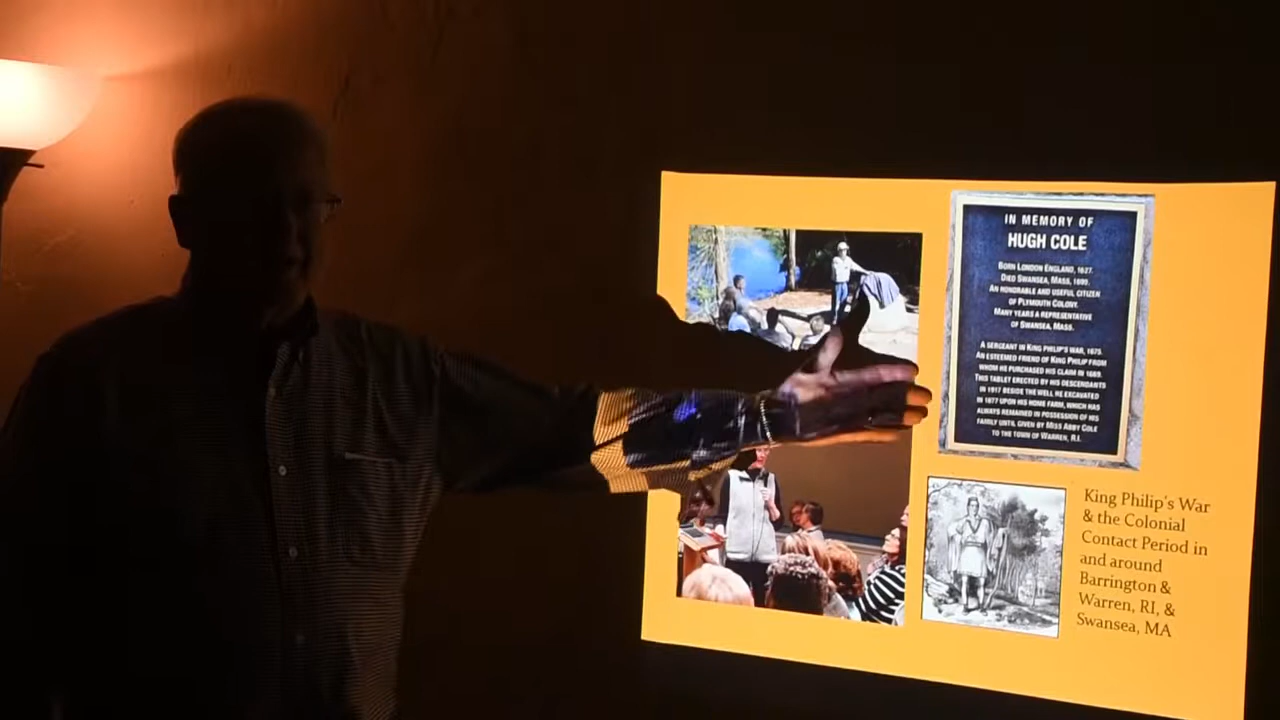 IN MEMORY OF
HUGH COLE
BORN LONDON ENGLAND, 1627.
DIED SWANSEA, MASS, 1699.
AN HONORABLE AND USEFUL CITIZEN
OF PLYMOUTH COLONY.
MANY YEARS A REPRESENTATIVE
OF SWANSEA, MASS.
A SERGEANT IN KING PHILIP'S WAR, 1675.
AN ESTEEMED FRIEND OF KING PHILIP FROM
WHOM HE PURCHASED HIS CLAIM IN 1669.
THIS TABLET ERECTED BY HIS DESCENDANTS
IN 1917 BESIDE THE WELL HE EXCAVATED
IN 1677 UPON HIS HOME FARM, WHICH HAS
ALWAYS REMAINED IN POSSESSION OF HIS
FAMILY UNTIL GIVEN BY MISS ABBY COLE
TO THE TOWN OF WARREN, R.I.
King Philip's War
& the Colonial
Contact Period in
and around
Barrington &
Warren, RI, &
Swansea, MA